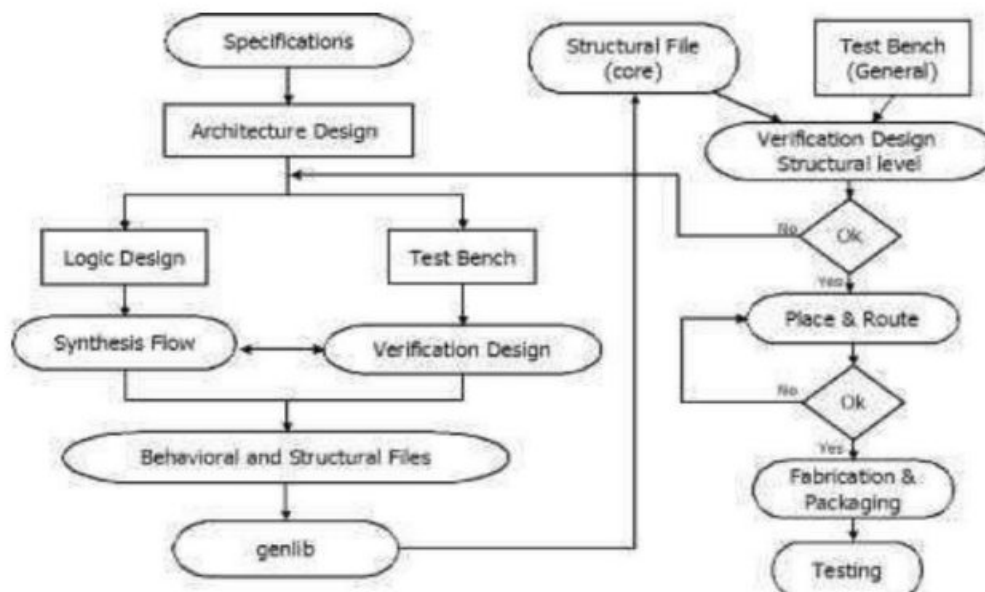 Specifications
Architecture Design
Logic Design
Test Bench
Synthesis Flow
Verification Design
Behavioral and Structural Files
genlib
Structural File
(core)
Test Bench
(General)
Verification Design
Structural level
Ok
No
Yes
Place & Route
Ok
No
Yes
Fabrication &
Packaging
Testing